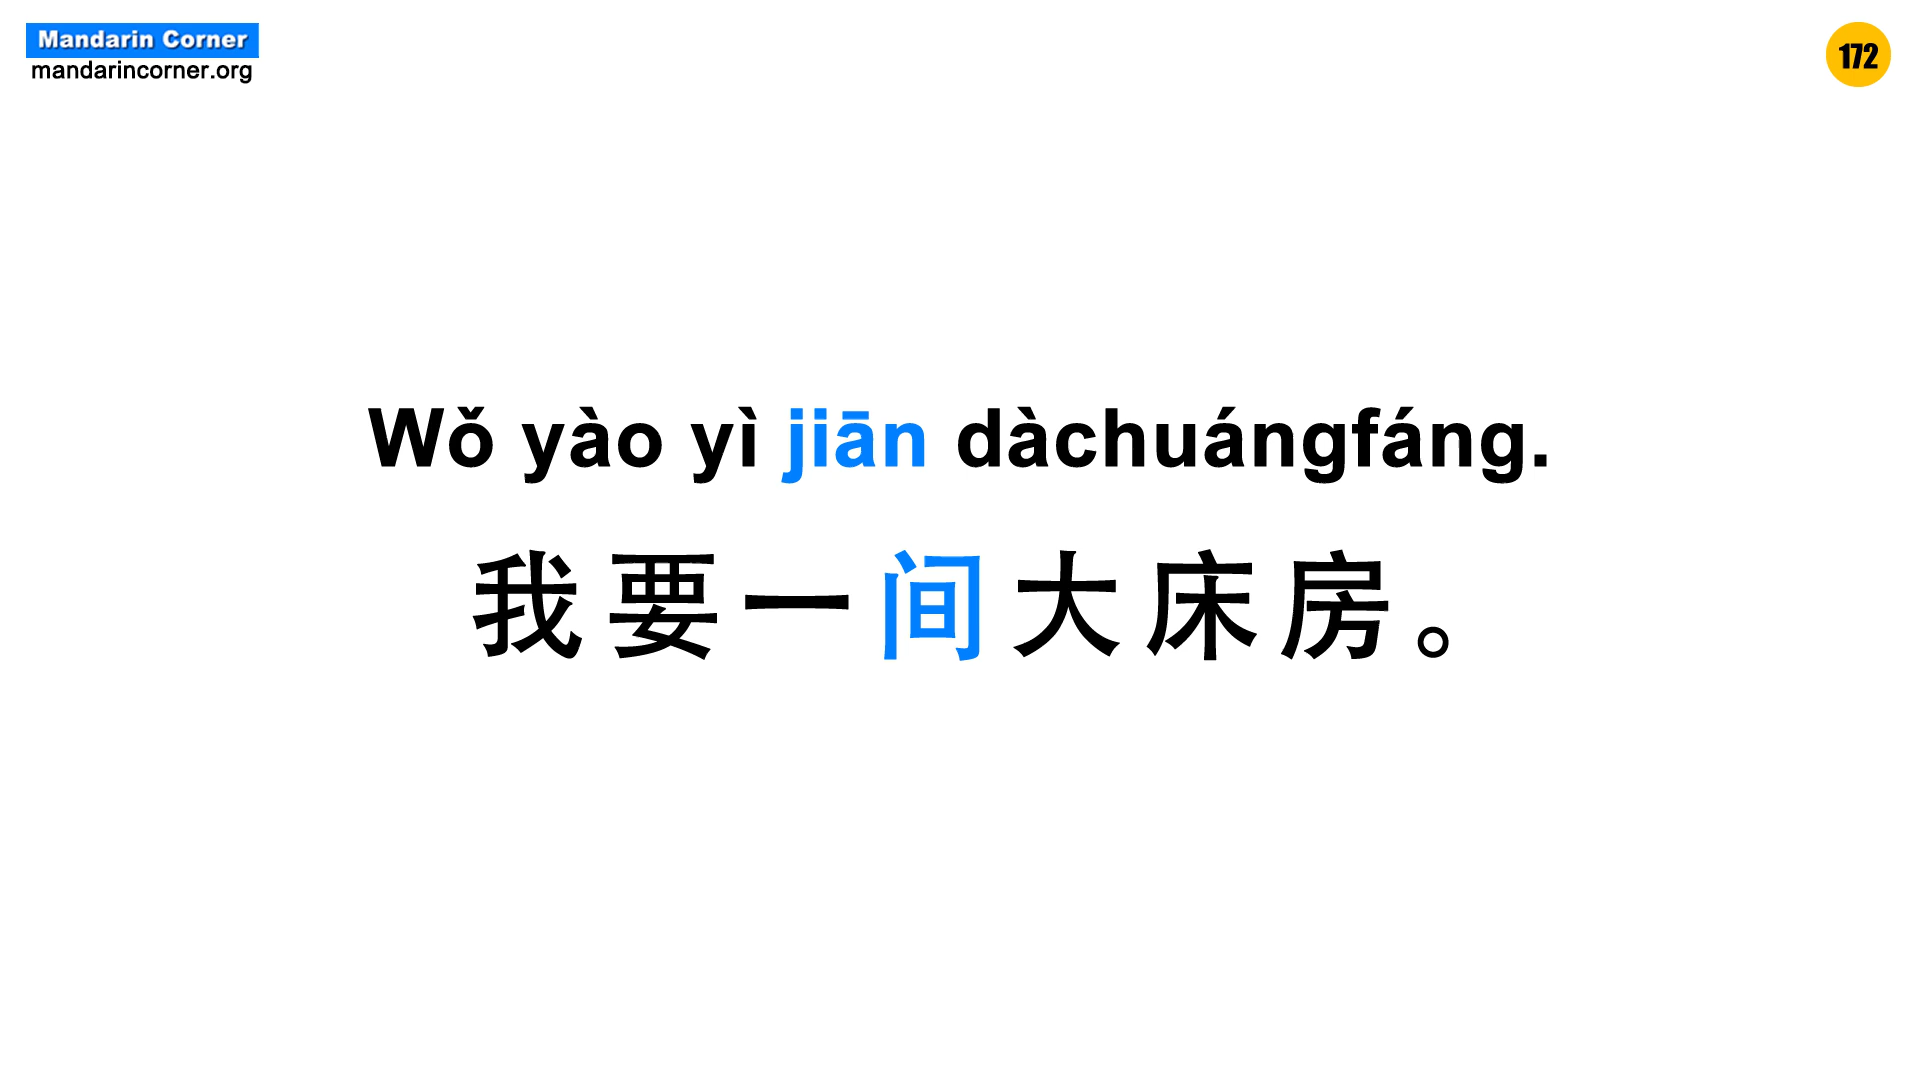 Mandarin Corner
mandarincorner.org
172
Wǒ yào yì jiān dàchuángfáng.
我要一间大床房。